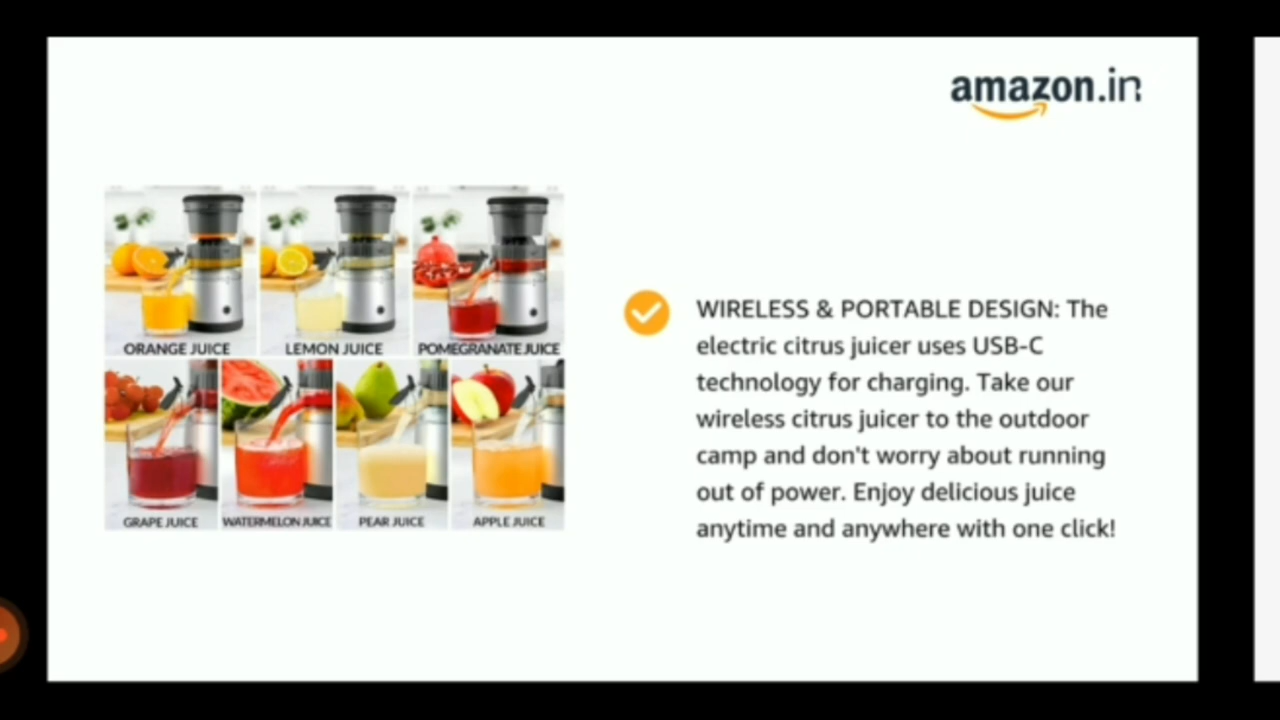 amazon.in
ORANGE JUICE
LEMON JUICE
POMEGRANATE JUICE
GRAPE JUICE
WATERMELON JUICE
PEAR JUICE
APPLE JUICE
WIRELESS & PORTABLE DESIGN: The
electric citrus juicer uses USB-C
technology for charging. Take our
wireless citrus juicer to the outdoor
camp and don't worry about running
out of power. Enjoy delicious juice
anytime and anywhere with one click!